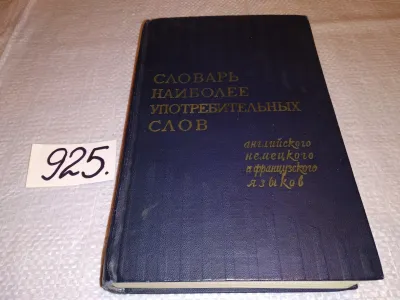 СЛОВАРЬ
НАИБОЛЕЕ
УПОТРЕБИТЕЛЬНЫХ
СЛОВ
английского
немецкого
и французского
языков
925.